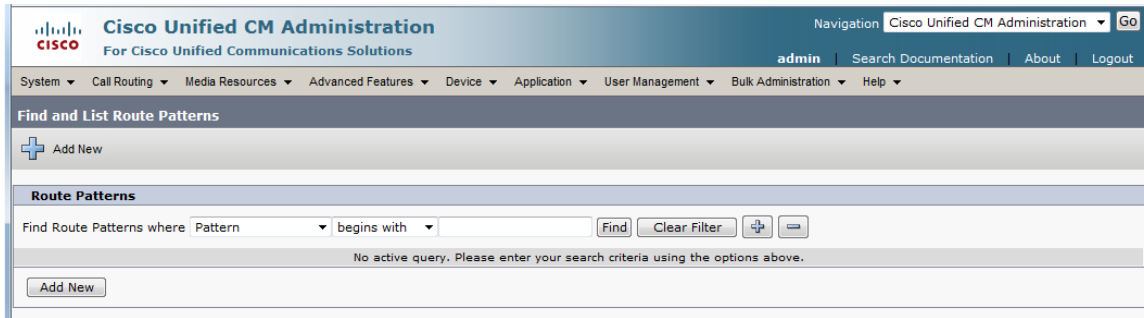 Cisco Unified CM Administration
Navigation Cisco Unified CM Administration Go
CISCO
For Cisco Unified Communications Solutions
admin | Search Documentation | About | Logout
System Call Routing Media Resources Advanced Features Device Application User Management Bulk Administration Help
Find and List Route Patterns
Add New
Route Patterns
Find Route Patterns where Pattern begins with Find Clear Filter
No active query. Please enter your search criteria using the options above.
Add New